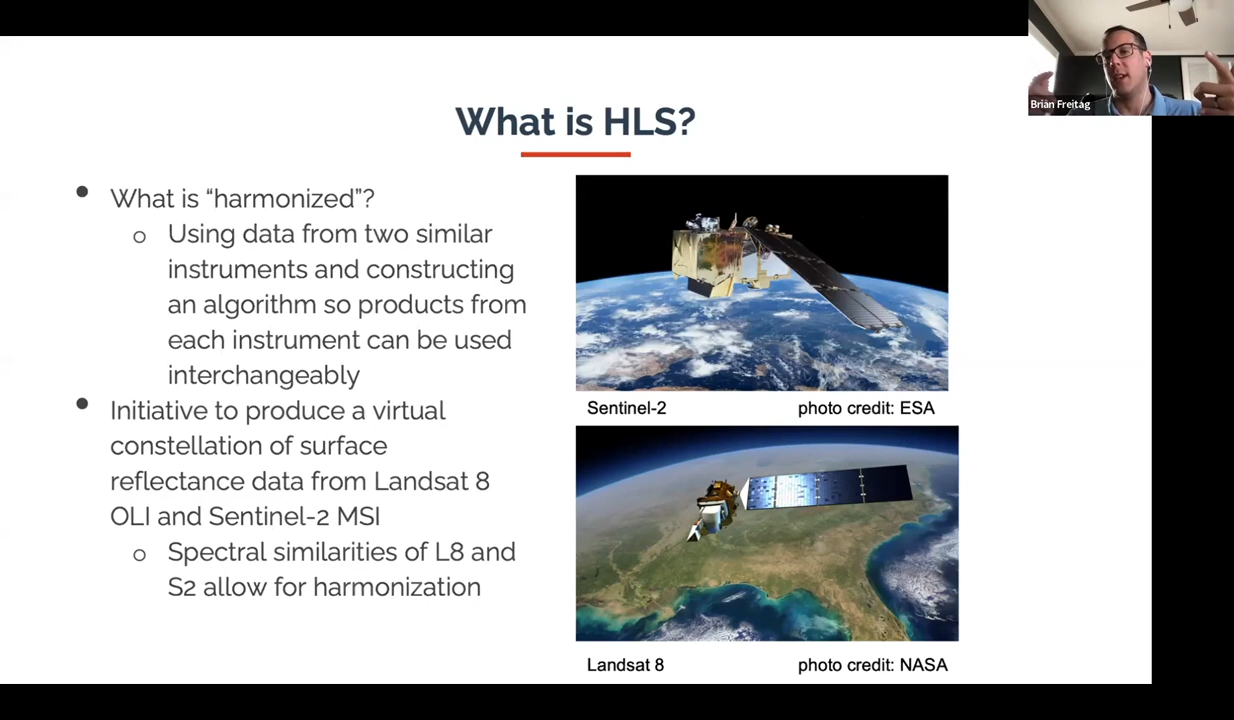 Brian Freitag
What is HLS?
• What is “harmonized”?
o Using data from two similar
instruments and constructing
an algorithm so products from
each instrument can be used
interchangeably
• Initiative to produce a virtual
constellation of surface
reflectance data from Landsat 8
OLI and Sentinel-2 MSI
o Spectral similarities of L8 and
S2 allow for harmonization
Sentinel-2 photo credit: ESA
Landsat 8 photo credit: NASA